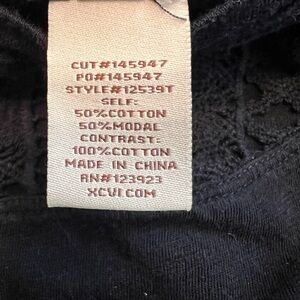 CUT#145947
PO#145947
STYLE#12539T
SELF:
50%COTTON
50%MODAL
CONTRAST:
100%COTTON
MADE IN CHINA
RN#123923
XCVI.COM